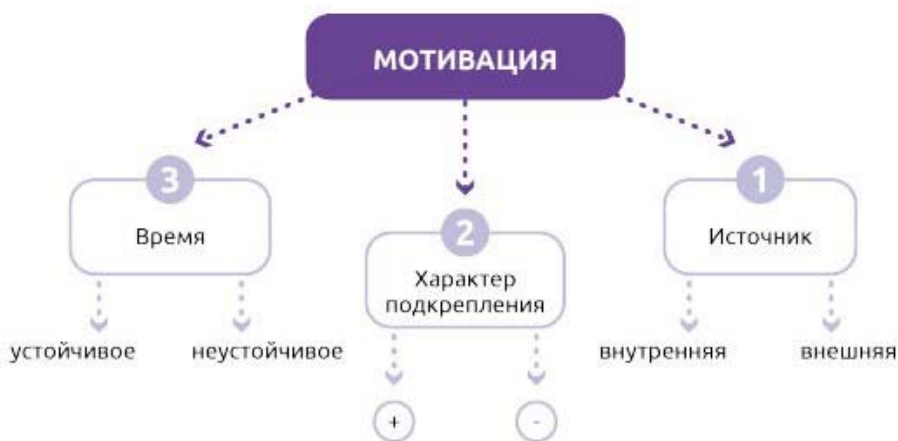 МОТИВАЦИЯ
3
Время
устойчивое
неустойчивое
2
Характер
подкрепления
+
-
1
Источник
внутренняя
внешняя